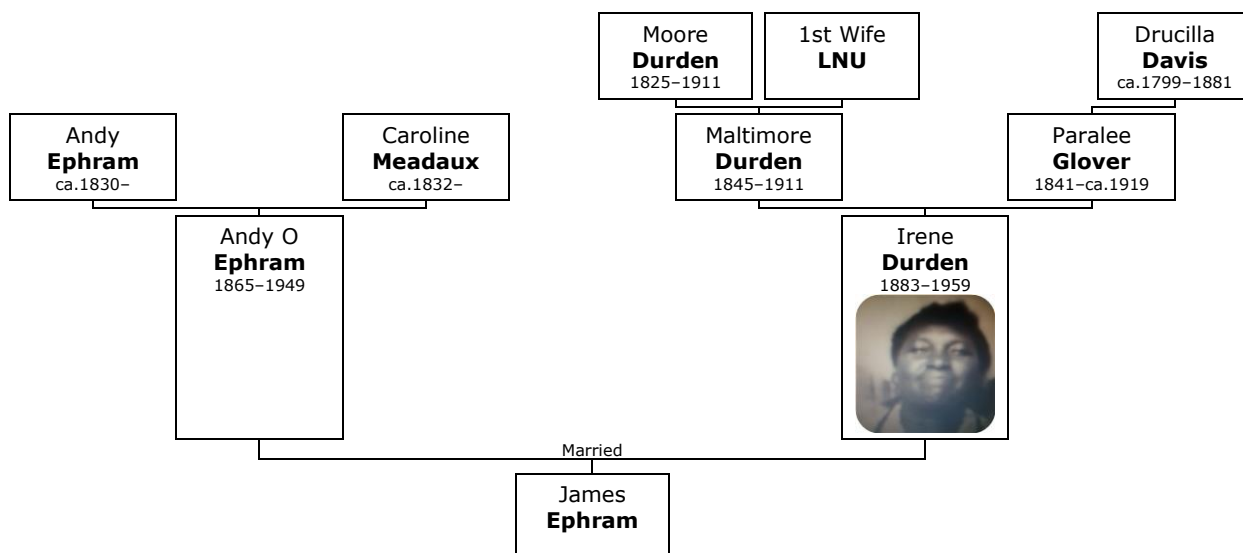 Moore
Durden
1825–1911
1st Wife
LNU
Drucilla
Davis
ca.1799–1881
Andy
Ephram
ca.1830–
Caroline
Meadaux
ca.1832–
Maltimore
Durden
1845–1911
Paralee
Glover
1841–ca.1919
Andy O
Ephram
1865–1949
Irene
Durden
1883–1959
Married
James
Ephram